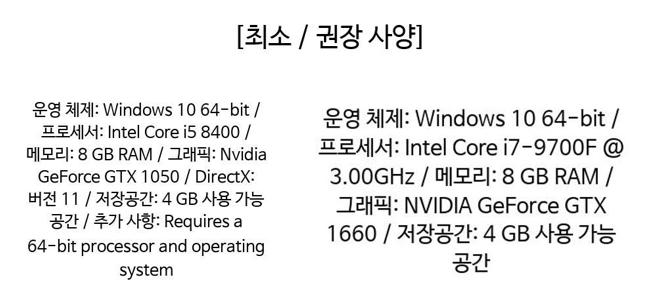 [최소 / 권장 사양]
운영 체제: Windows 10 64-bit /
프로세서: Intel Core i5 8400 /
메모리: 8 GB RAM / 그래픽: Nvidia
GeForce GTX 1050 / DirectX:
버전 11 / 저장공간: 4 GB 사용 가능
공간 / 추가 사항: Requires a
64-bit processor and operating
system
운영 체제: Windows 10 64-bit /
프로세서: Intel Core i7-9700F @
3.00GHz / 메모리: 8 GB RAM /
그래픽: NVIDIA GeForce GTX
1660 / 저장공간: 4 GB 사용 가능
공간